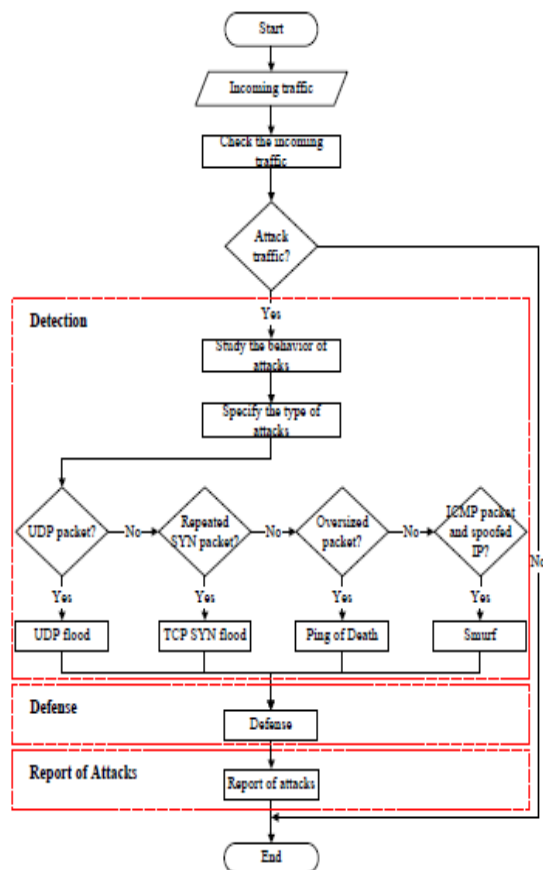 Start
Incoming traffic
Check the incoming
traffic
Attack
traffic?
Yes
No
Detection
Study the behavior of
attacks
Specify the type of
attacks
UDP packet?
No
Repeated
SYN packet?
No
Oversized
packet?
No
ICMP packet
and spoofed
IP?
Yes
Yes
Yes
Yes
UDP flood
TCP SYN flood
Ping of Death
Smurf
Defense
Defense
Report of Attacks
Report of attacks
End